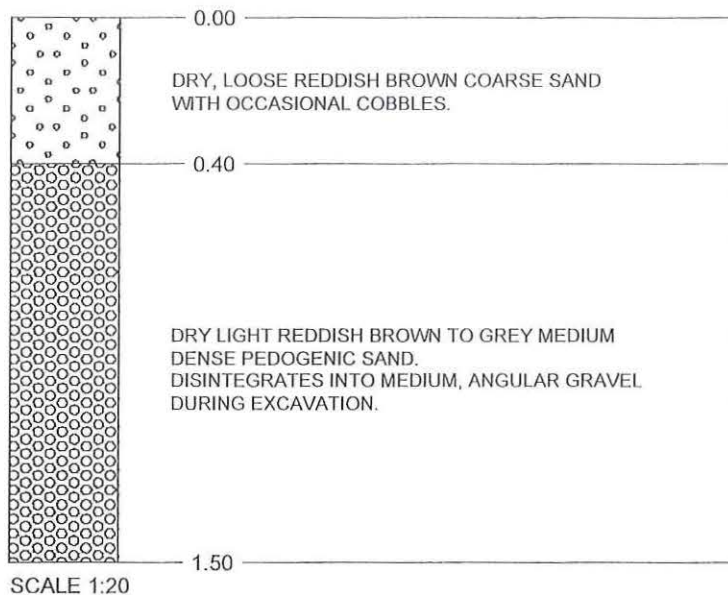 0.00
DRY, LOOSE REDDISH BROWN COARSE SAND
WITH OCCASIONAL COBBLES.
0.40
DRY LIGHT REDDISH BROWN TO GREY MEDIUM
DENSE PEDOGENIC SAND.
DISINTEGRATES INTO MEDIUM, ANGULAR GRAVEL
DURING EXCAVATION.
1.50
SCALE 1:20